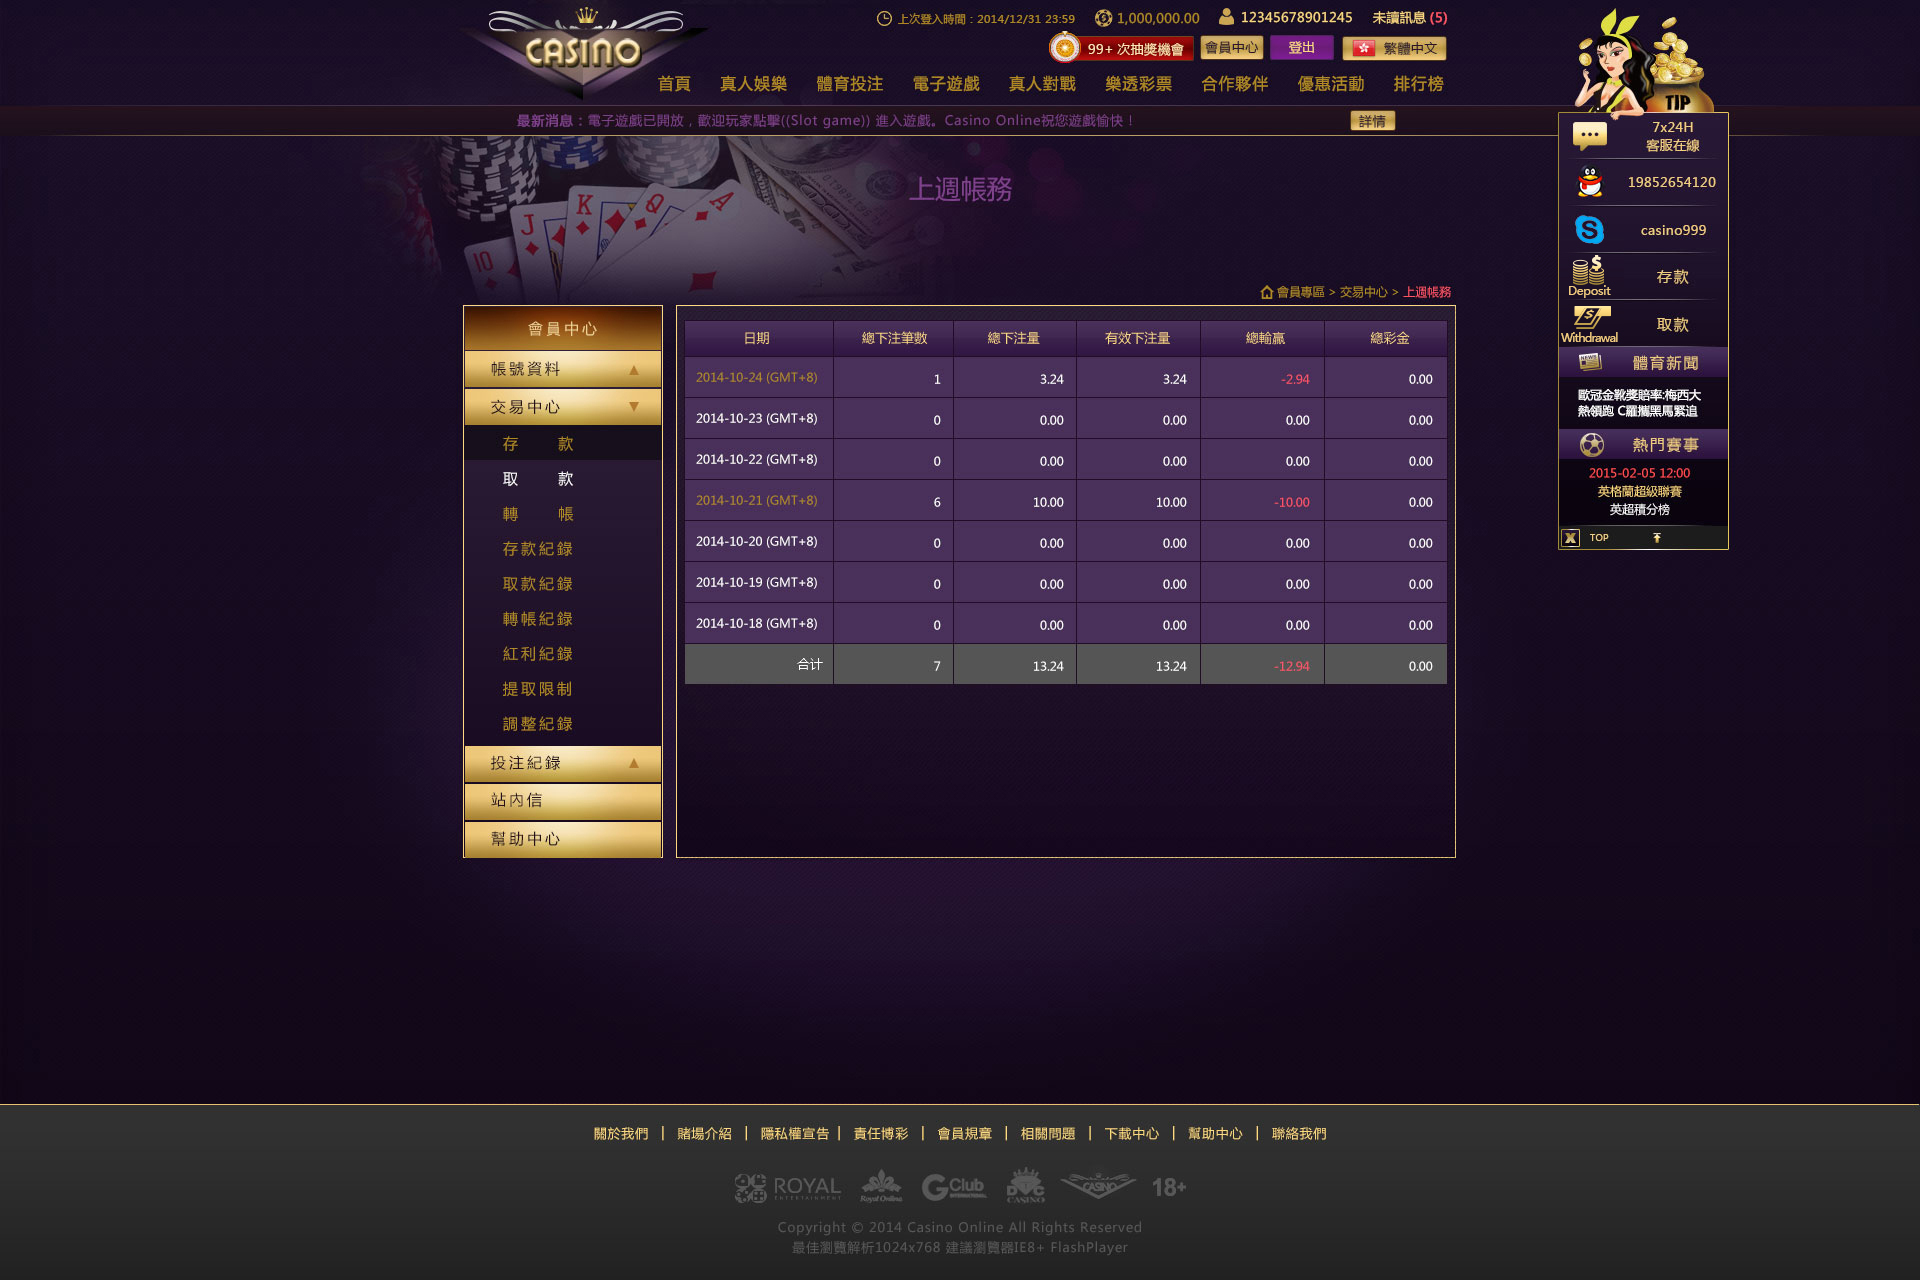 CASINO
上次登入時間：2014/12/31 23:59
1,000,000.00
12345678901245
未讀訊息 (5)
99+ 次抽獎機會
會員中心
登出
繁體中文
首頁 真人娛樂 體育投注 電子遊戲 真人對戰 樂透彩票 合作夥伴 優惠活動 排行榜
最新消息：電子遊戲已開放，歡迎玩家點擊((Slot game)) 進入遊戲。Casino Online祝您遊戲愉快！
詳情
上週帳務
10 J K Q A
會員專區 > 交易中心 > 上週帳務
會員中心
帳號資料
交易中心
存 款
取 款
轉 帳
存款紀錄
取款紀錄
轉帳紀錄
紅利紀錄
提取限制
調整紀錄
投注紀錄
站內信
幫助中心
日期 總下注筆數 總下注量 有效下注量 總輸贏 總彩金
2014-10-24 (GMT+8) 1 3.24 3.24 -2.94 0.00
2014-10-23 (GMT+8) 0 0.00 0.00 0.00 0.00
2014-10-22 (GMT+8) 0 0.00 0.00 0.00 0.00
2014-10-21 (GMT+8) 6 10.00 10.00 -10.00 0.00
2014-10-20 (GMT+8) 0 0.00 0.00 0.00 0.00
2014-10-19 (GMT+8) 0 0.00 0.00 0.00 0.00
2014-10-18 (GMT+8) 0 0.00 0.00 0.00 0.00
合计 7 13.24 13.24 -12.94 0.00
TIP
7x24H
客服在線
19852654120
casino999
Deposit 存款
Withdrawal 取款
NEWS 體育新聞
歐冠金靴獎賠率:梅西大
熱領跑 C羅攜黑馬緊追
熱門賽事
2015-02-05 12:00
英格蘭超級聯賽
英超積分榜
X TOP
關於我們 | 賭場介紹 | 隱私權宣告 | 責任博彩 | 會員規章 | 相關問題 | 下載中心 | 幫助中心 | 聯絡我們
ROYAL ENTERTAINMENT
Royal Online
GClub INTERNATIONAL
CASINO
CASINO
18+
Copyright © 2014 Casino Online All Rights Reserved
最佳瀏覽解析1024x768 建議瀏覽器IE8+ FlashPlayer